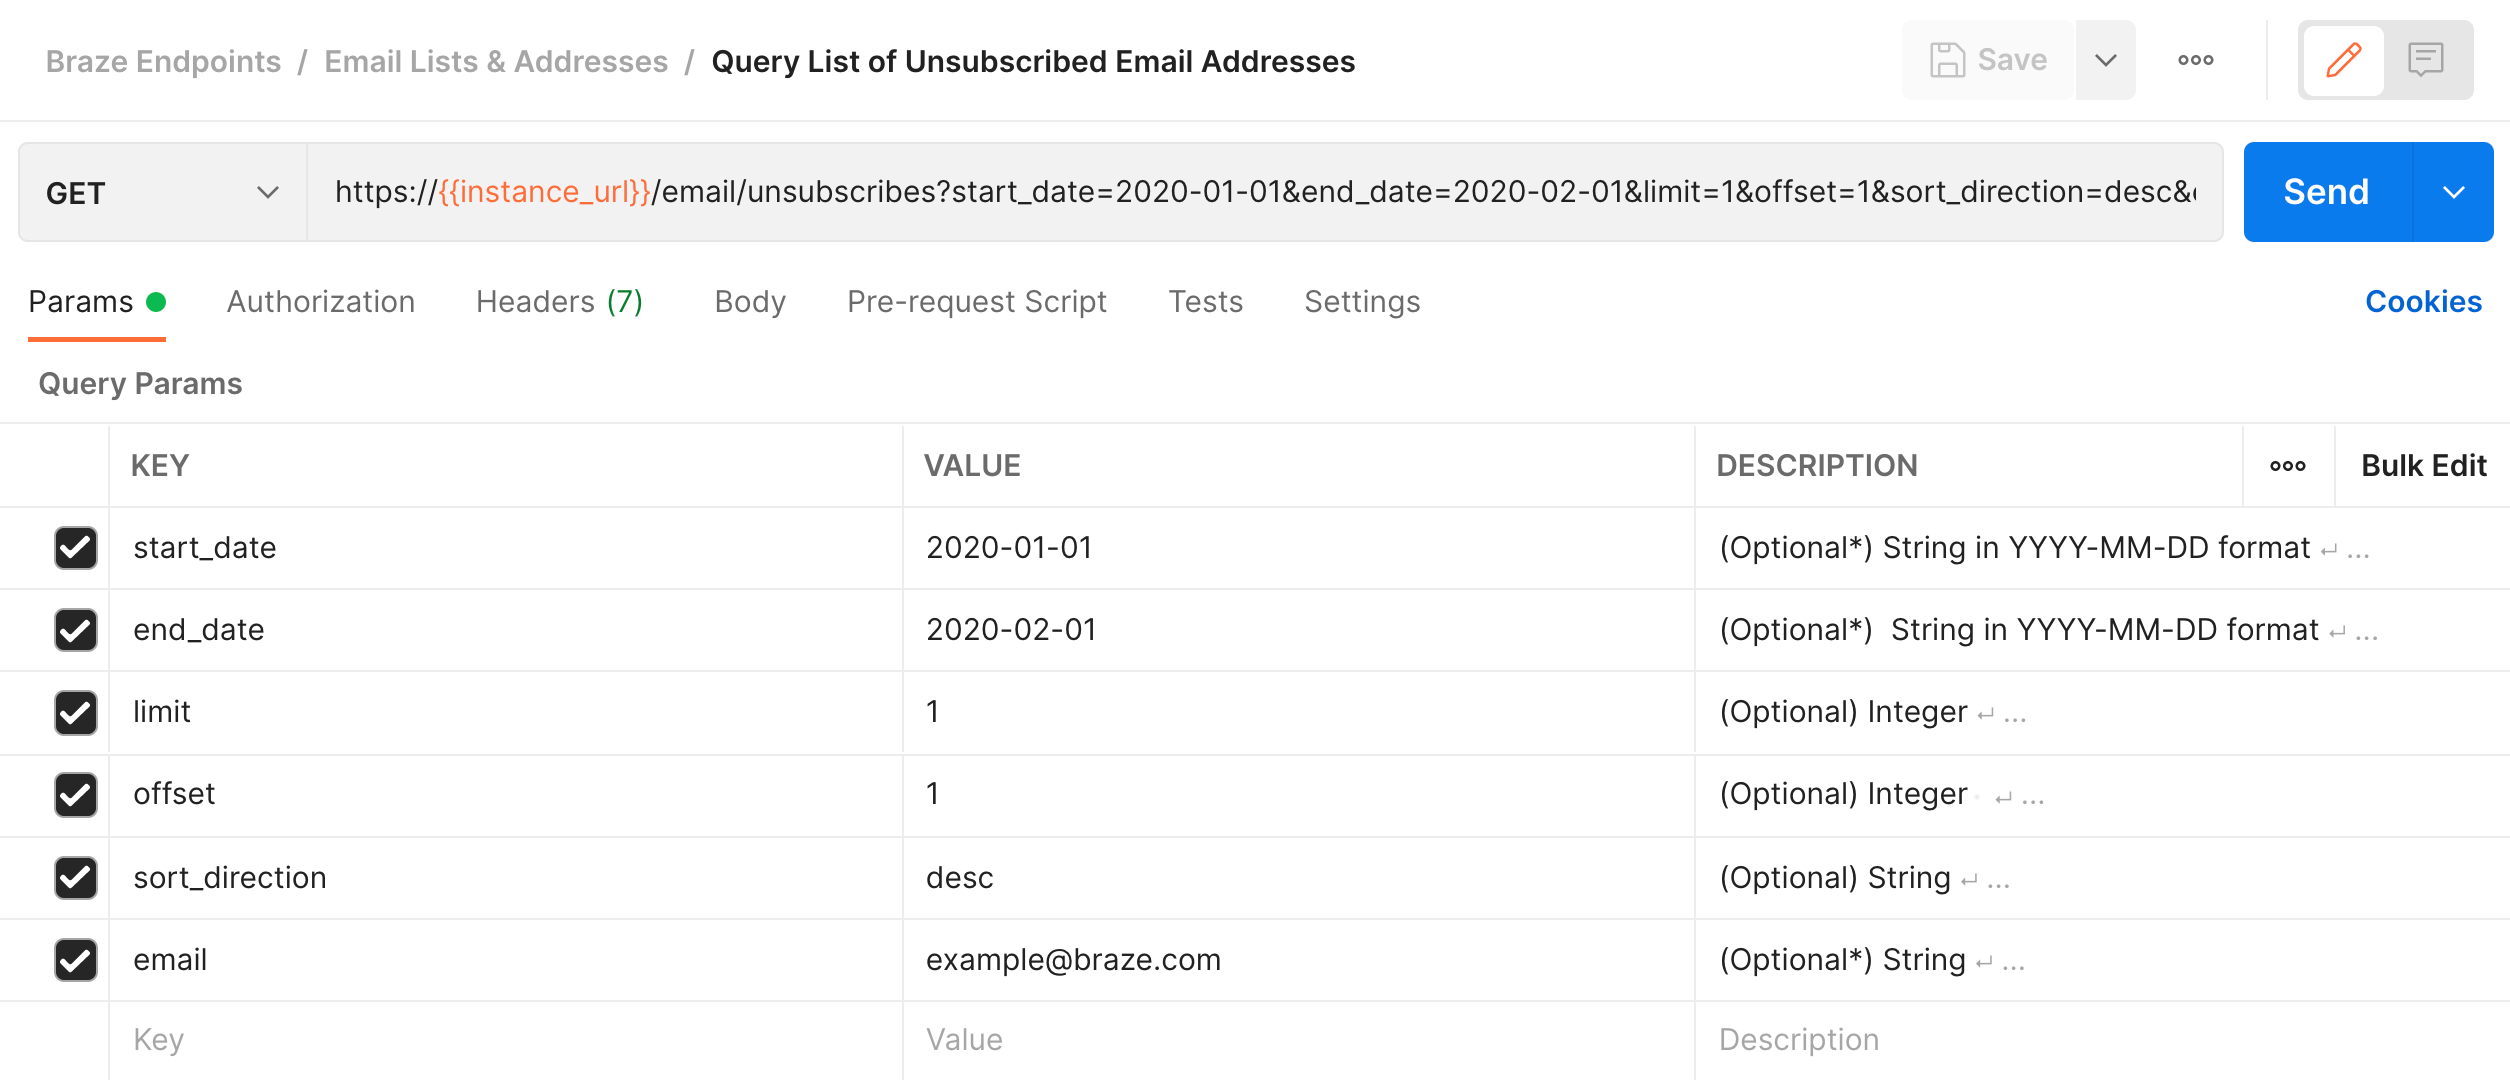 Braze Endpoints / Email Lists & Addresses / Query List of Unsubscribed Email Addresses
Save
GET
https://{{instance_url}}/email/unsubscribes?start_date=2020-01-01&end_date=2020-02-01&limit=1&offset=1&sort_direction=desc&
Send
Params Authorization Headers (7) Body Pre-request Script Tests Settings Cookies
Query Params
KEY VALUE DESCRIPTION Bulk Edit
start_date 2020-01-01 (Optional*) String in YYYY-MM-DD format ↵ ...
end_date 2020-02-01 (Optional*) String in YYYY-MM-DD format ↵ ...
limit 1 (Optional) Integer ↵ ...
offset 1 (Optional) Integer ↵ ...
sort_direction desc (Optional) String ↵ ...
email example@braze.com (Optional*) String ↵ ...
Key Value Description